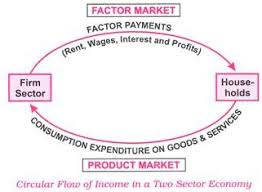 FACTOR MARKET
FACTOR PAYMENTS
(Rent, Wages, Interest and Profits)
Firm
Sector
House-
holds
CONSUMPTION EXPENDITURE ON GOODS & SERVICES
PRODUCT MARKET
Circular Flow of Income in a Two Sector Economy